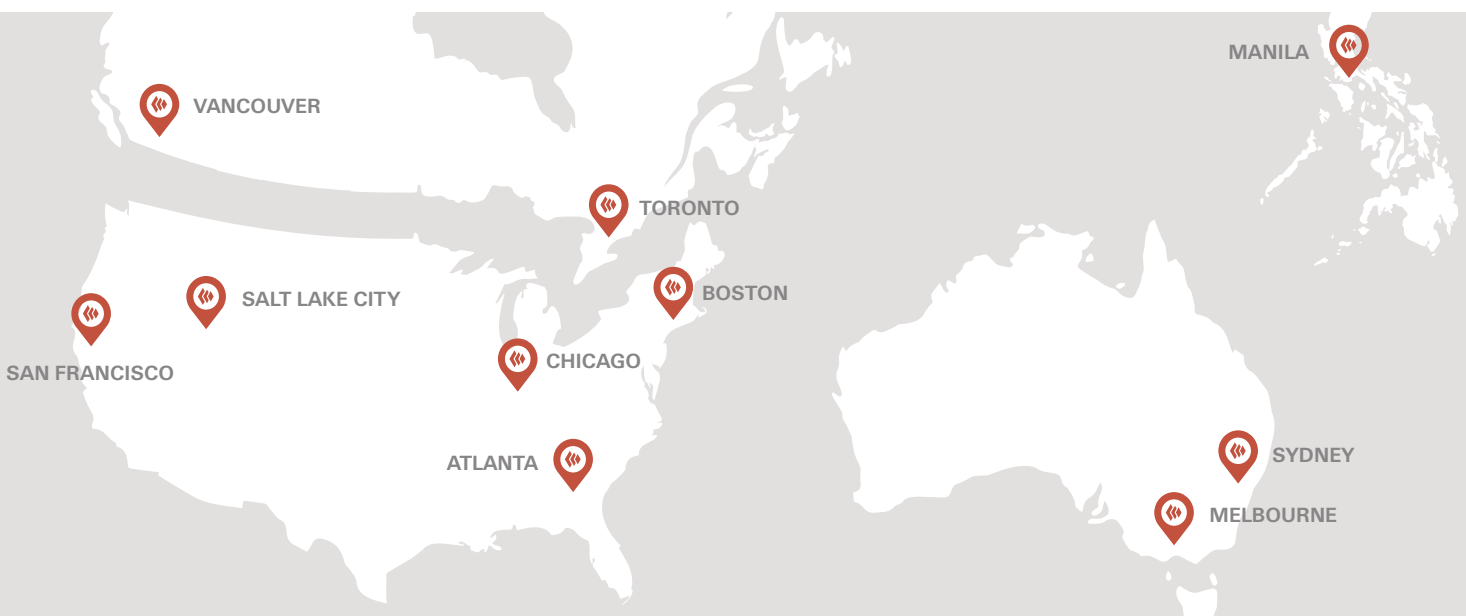 MANILA
VANCOUVER
TORONTO
BOSTON
SALT LAKE CITY
CHICAGO
SAN FRANCISCO
SYDNEY
ATLANTA
MELBOURNE